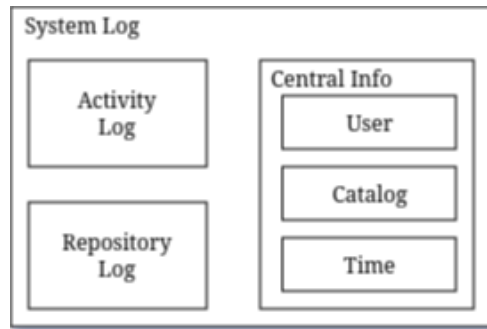 System Log
Activity
Log
Repository
Log
Central Info
User
Catalog
Time